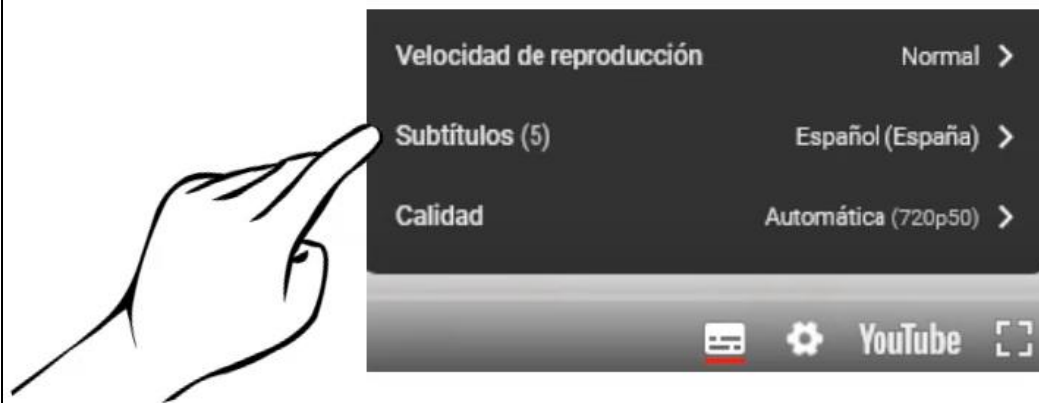 Velocidad de reproducción Normal
Subtítulos (5) Español (España)
Calidad Automática (720p50)
YouTube